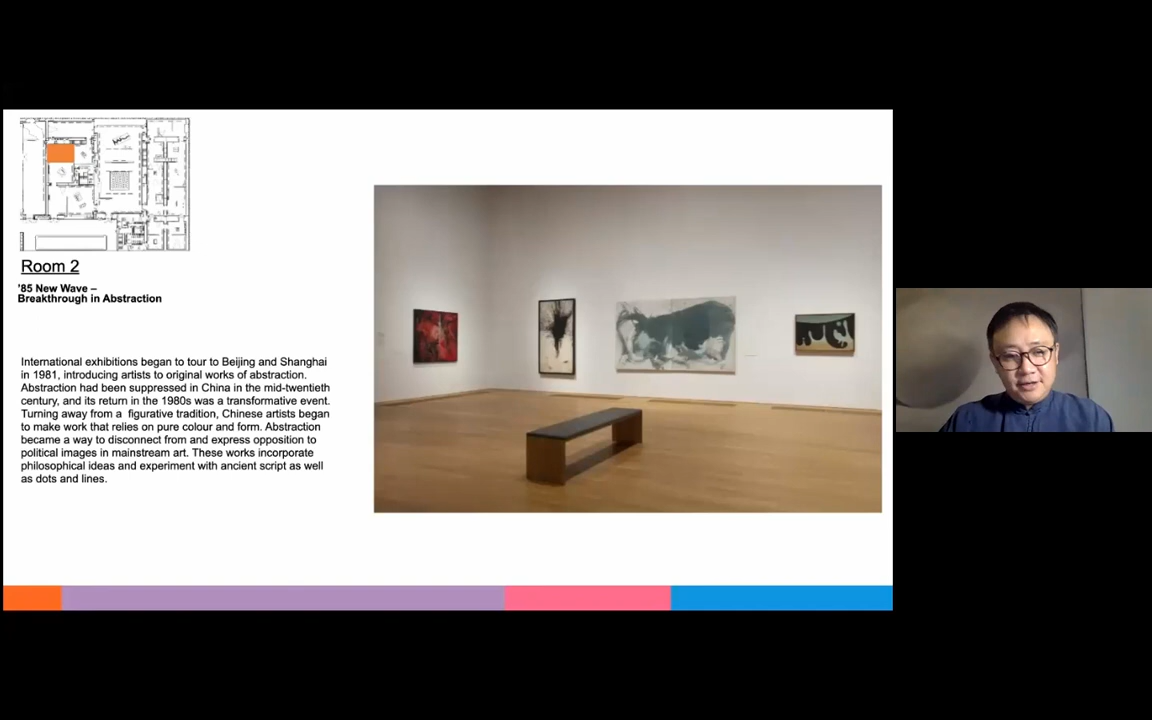 Room 2
'85 New Wave –
Breakthrough in Abstraction
International exhibitions began to tour to Beijing and Shanghai
in 1981, introducing artists to original works of abstraction.
Abstraction had been suppressed in China in the mid-twentieth
century, and its return in the 1980s was a transformative event.
Turning away from a  figurative tradition, Chinese artists began
to make work that relies on pure colour and form. Abstraction
became a way to disconnect from and express opposition to
political images in mainstream art. These works incorporate
philosophical ideas and experiment with ancient script as well
as dots and lines.